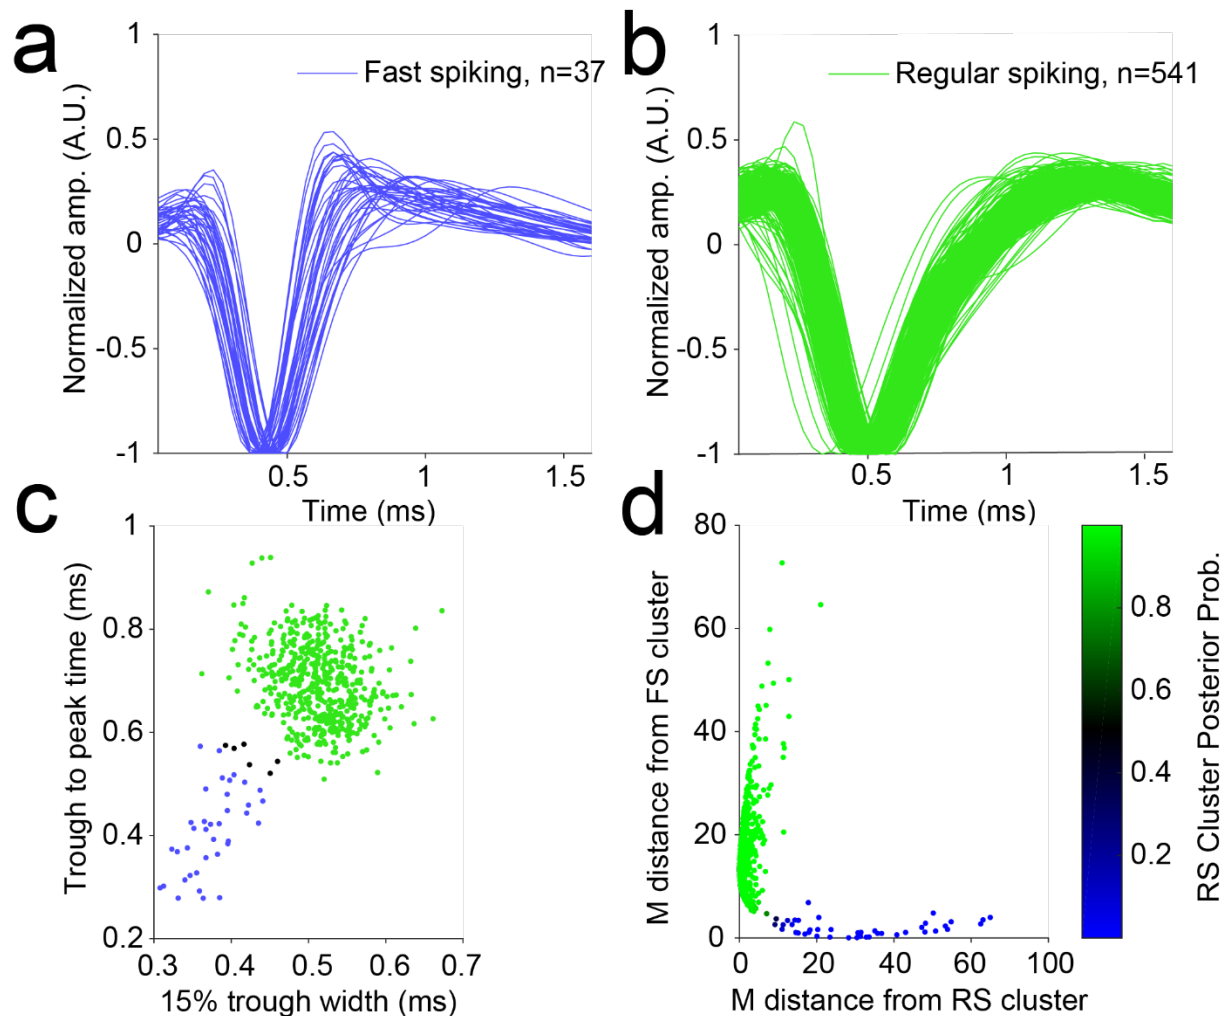 a
Fast spiking, n=37
Normalized amp. (A.U.)
1
0.5
0
-0.5
-1
0.5
1
1.5
Time (ms)
b
Regular spiking, n=541
Normalized amp. (A.U.)
1
0.5
0
-0.5
-1
0.5
1
1.5
Time (ms)
c
Trough to peak time (ms)
1
0.8
0.6
0.4
0.2
0.3
0.4
0.5
0.6
0.7
15% trough width (ms)
d
M distance from FS cluster
80
60
40
20
0
0
20
40
60
60
100
M distance from RS cluster
0.8
0.6
0.4
0.2
RS Cluster Posterior Prob.